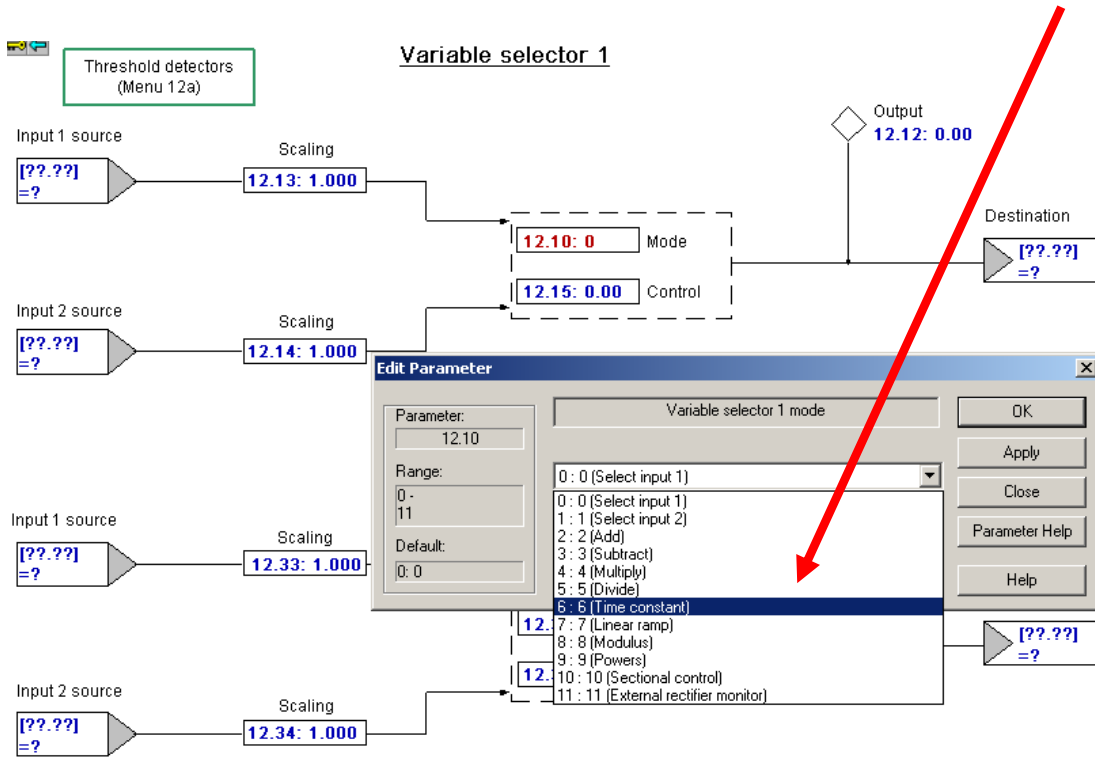 Variable selector 1
Threshold detectors
(Menu 12a)
Output
12.12: 0.00
Input 1 source
[??.??]
=?
Scaling
12.13: 1.000
12.10: 0 Mode
12.15: 0.00 Control
Destination
[??.??]
=?
Input 2 source
[??.??]
=?
Scaling
12.14: 1.000
Edit Parameter
Parameter:
12.10
Range:
0 -
11
Default:
0: 0
Variable selector 1 mode
0 : 0 (Select input 1)
0 : 0 (Select input 1)
1 : 1 (Select input 2)
2 : 2 (Add)
3 : 3 (Subtract)
4 : 4 (Multiply)
5 : 5 (Divide)
6 : 6 (Time constant)
7 : 7 (Linear ramp)
8 : 8 (Modulus)
9 : 9 (Powers)
10 : 10 (Sectional control)
11 : 11 (External rectifier monitor)
OK
Apply
Close
Parameter Help
Help
Input 1 source
[??.??]
=?
Scaling
12.33: 1.000
[??.??]
=?
Input 2 source
[??.??]
=?
Scaling
12.34: 1.000